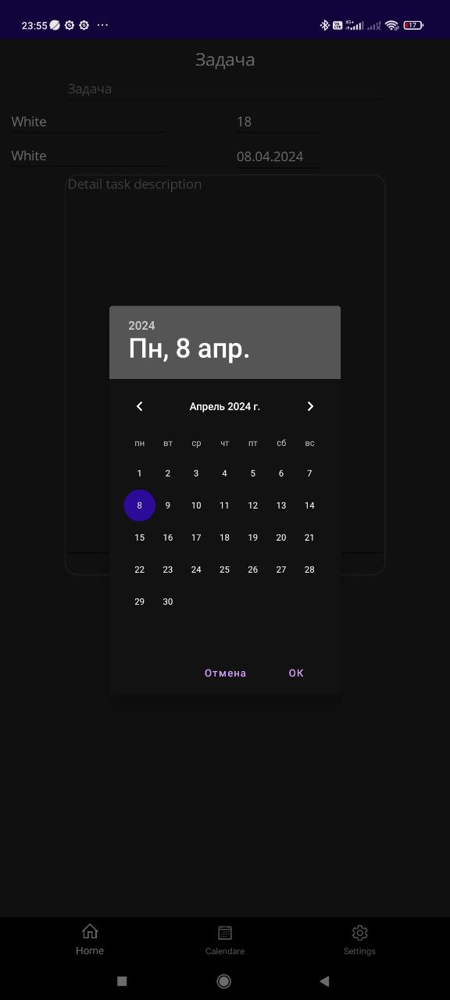 23:55 ... 4G+ 17
Задача
Задача
White 18
White 08.04.2024
Detail task description
2024
Пн, 8 апр.
Апрель 2024 г.
пн вт ср чт пт сб вс
1 2 3 4 5 6 7
8 9 10 11 12 13 14
15 16 17 18 19 20 21
22 23 24 25 26 27 28
29 30
Отмена ОК
Home Calendare Settings